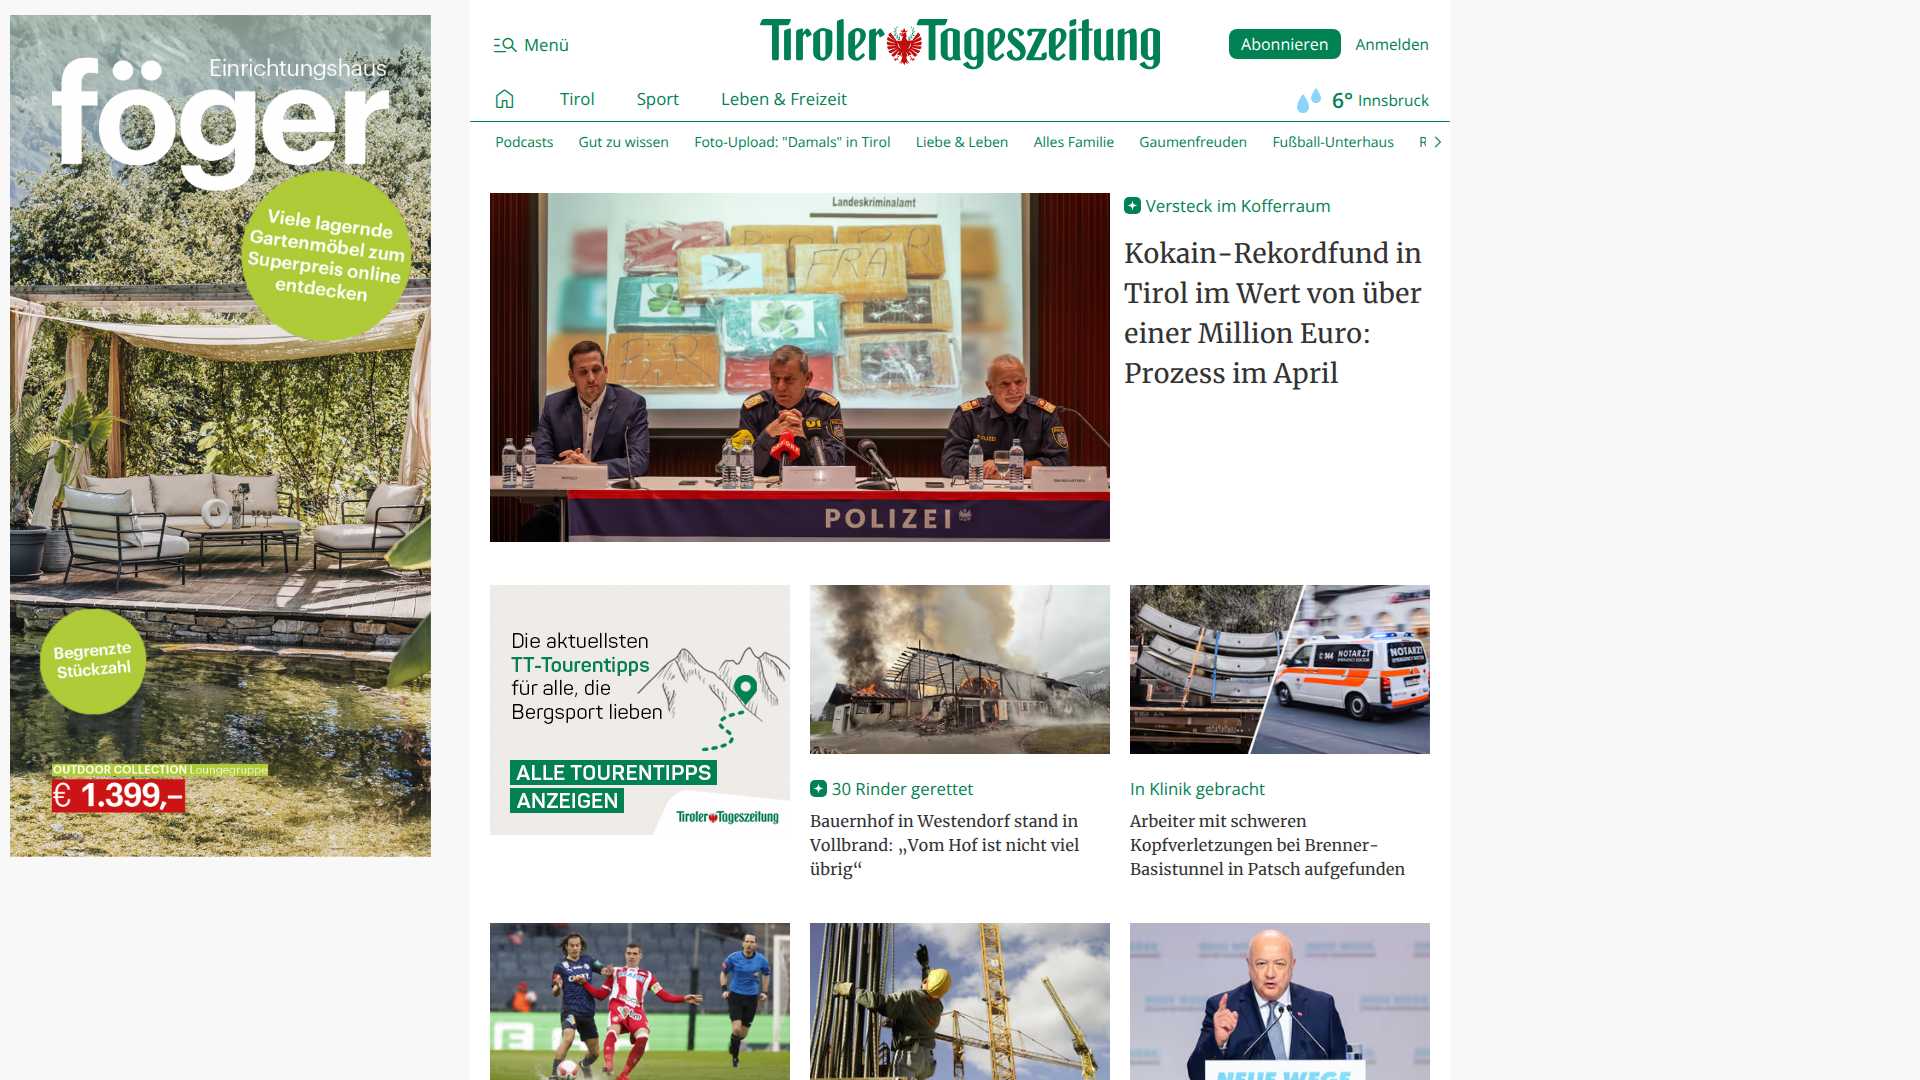 Einrichtungshaus
föger
Viele lagernde
Gartenmöbel zum
Superpreis online
entdecken
Begrenzte
Stückzahl
OUTDOOR COLLECTION Loungegruppe
€ 1.399,–
Menü
Tiroler Tageszeitung
Abonnieren
Anmelden
Tirol
Sport
Leben & Freizeit
6° Innsbruck
Podcasts
Gut zu wissen
Foto-Upload: "Damals" in Tirol
Liebe & Leben
Alles Familie
Gaumenfreuden
Fußball-Unterhaus
Landeskriminalamt
FRA
POLIZEI
Versteck im Kofferraum
Kokain-Rekordfund in
Tirol im Wert von über
einer Million Euro:
Prozess im April
Die aktuellsten
TT-Tourentipps
für alle, die
Bergsport lieben
ALLE TOURENTIPPS
ANZEIGEN
Tiroler Tageszeitung
144 NOTARZT
NOTARZT
30 Rinder gerettet
Bauernhof in Westendorf stand in
Vollbrand: „Vom Hof ist nicht viel
übrig“
In Klinik gebracht
Arbeiter mit schweren
Kopfverletzungen bei Brenner-
Basistunnel in Patsch aufgefunden
NEUE WEGE